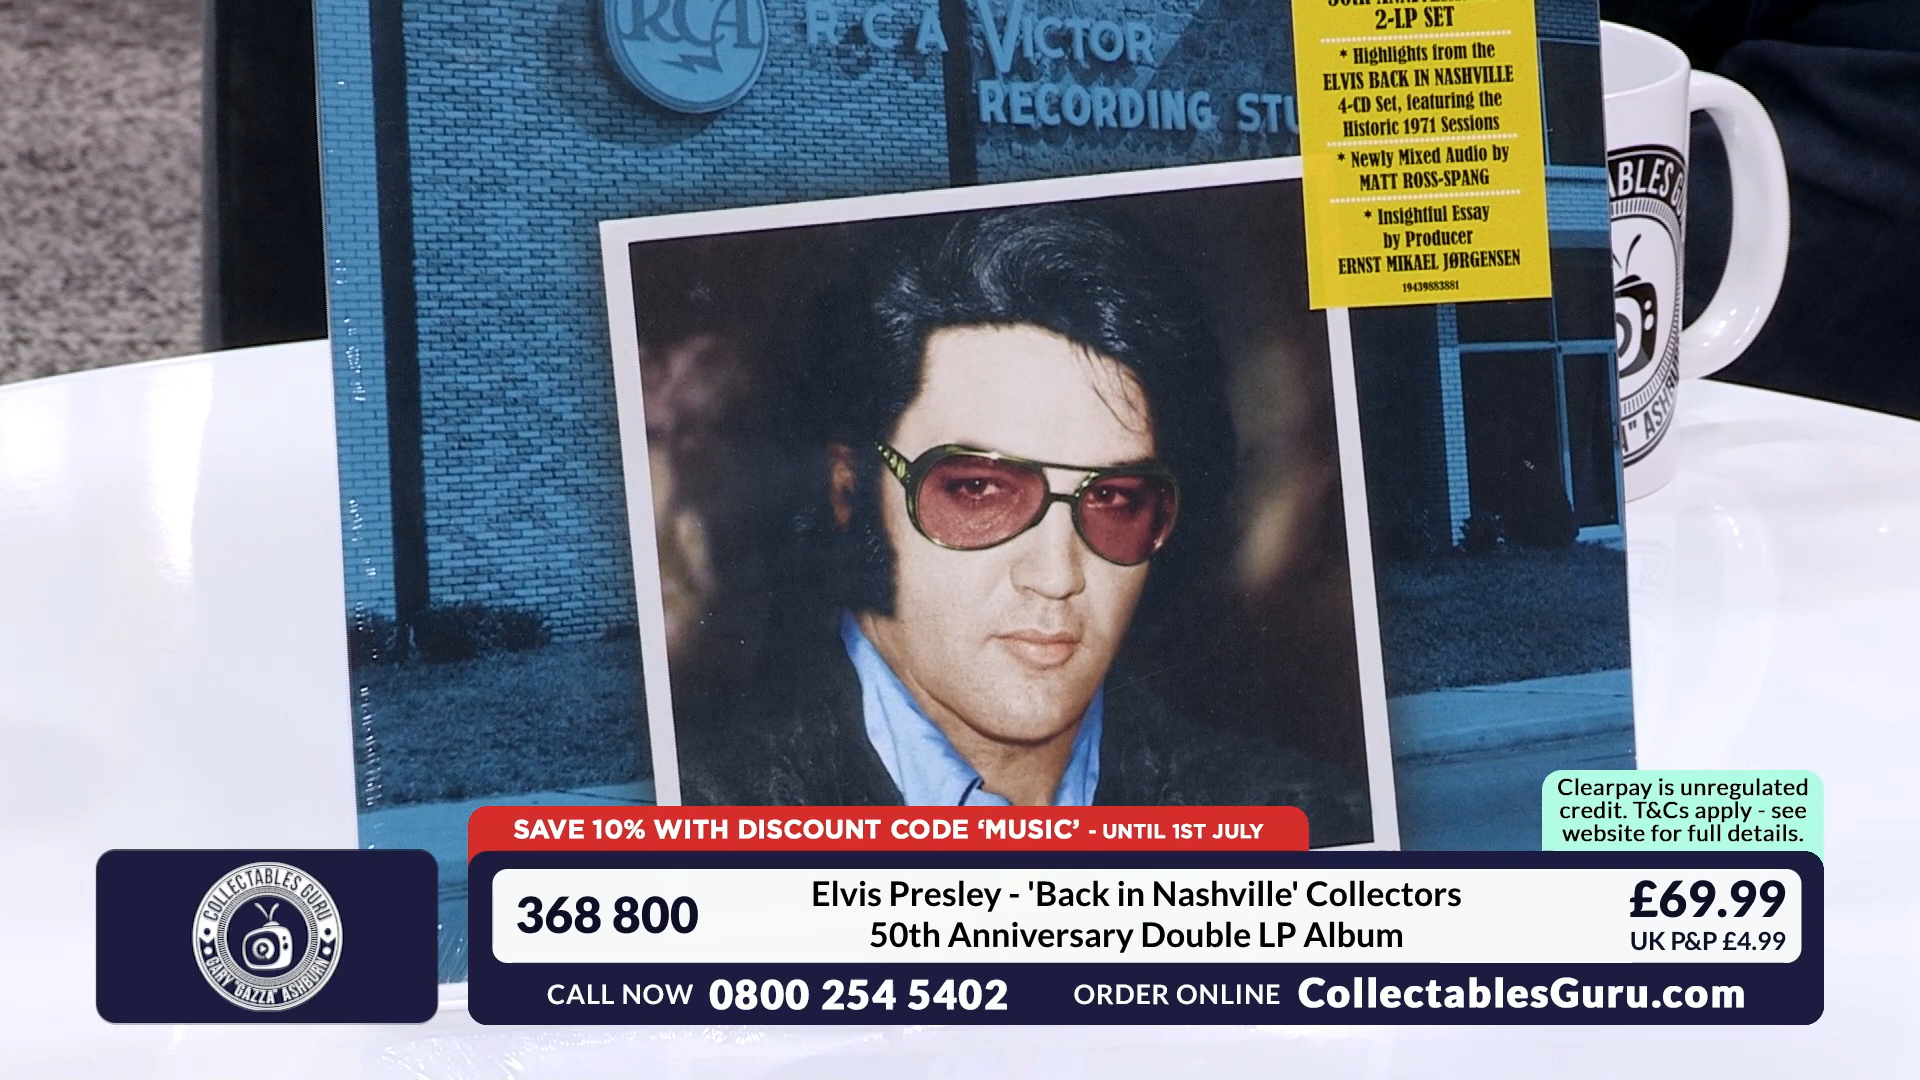 RCA
RCA VICTOR
RECORDING
2-LP SET
* Highlights from the
ELVIS BACK IN NASHVILLE
4-CD Set, featuring the
Historic 1971 Sessions
* Newly Mixed Audio by
MATT ROSS-SPANG
* Insightful Essay
by Producer
ERNST MIKAEL JØRGENSEN
19439883881
Clearpay is unregulated
credit. T&Cs apply - see
website for full details.
SAVE 10% WITH DISCOUNT CODE ‘MUSIC’ - UNTIL 1ST JULY
COLLECTABLES GURU
GARY "GAZZA" ASHBURN
368 800
Elvis Presley - 'Back in Nashville' Collectors
50th Anniversary Double LP Album
£69.99
UK P&P £4.99
CALL NOW 0800 254 5402
ORDER ONLINE CollectablesGuru.com